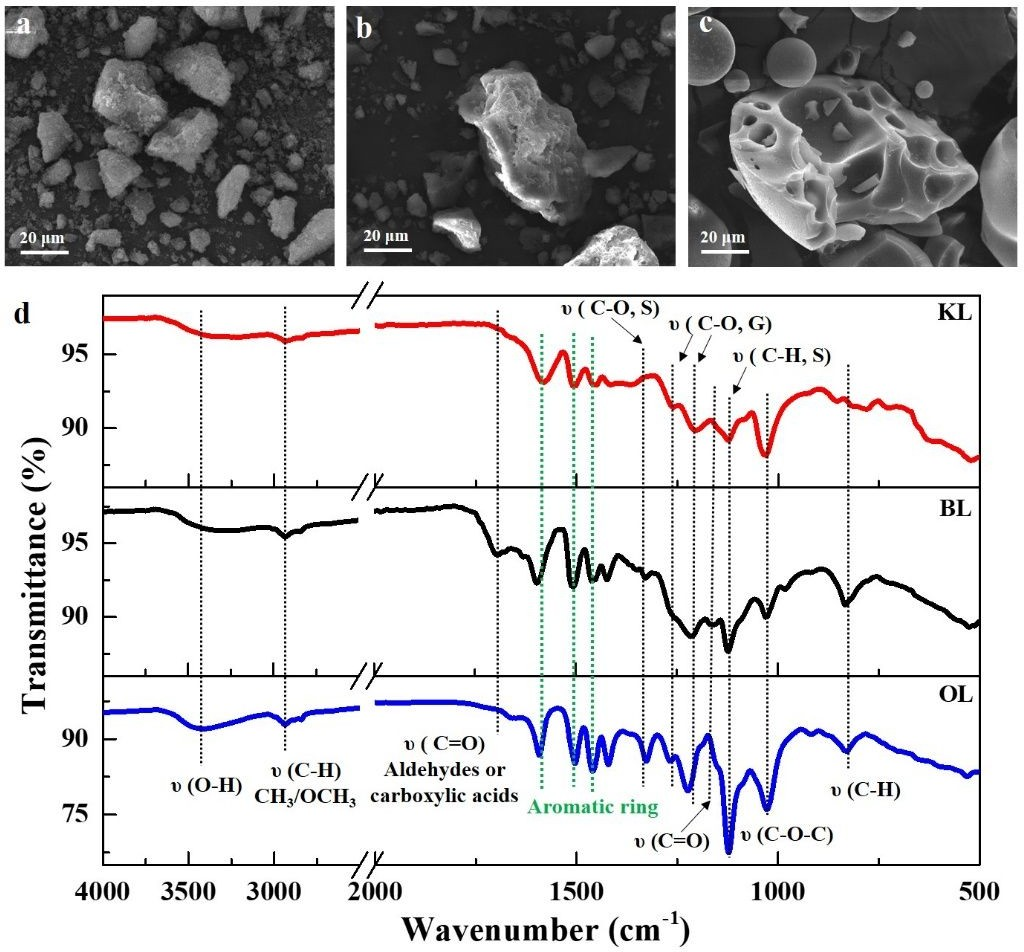 a
b
c
20 μm
20 μm
20 μm
d
υ ( C-O, S)
υ ( C-O, G)
υ ( C-H, S)
KL
95
90
BL
95
90
OL
90
75
υ (O-H)
υ (C-H)
CH3/OCH3
υ ( C=O)
Aldehydes or
carboxylic acids
Aromatic ring
υ (C=O)
υ (C-O-C)
υ (C-H)
Transmittance (%)
4000 3500 3000 2000 1500 1000 500
Wavenumber (cm-1)